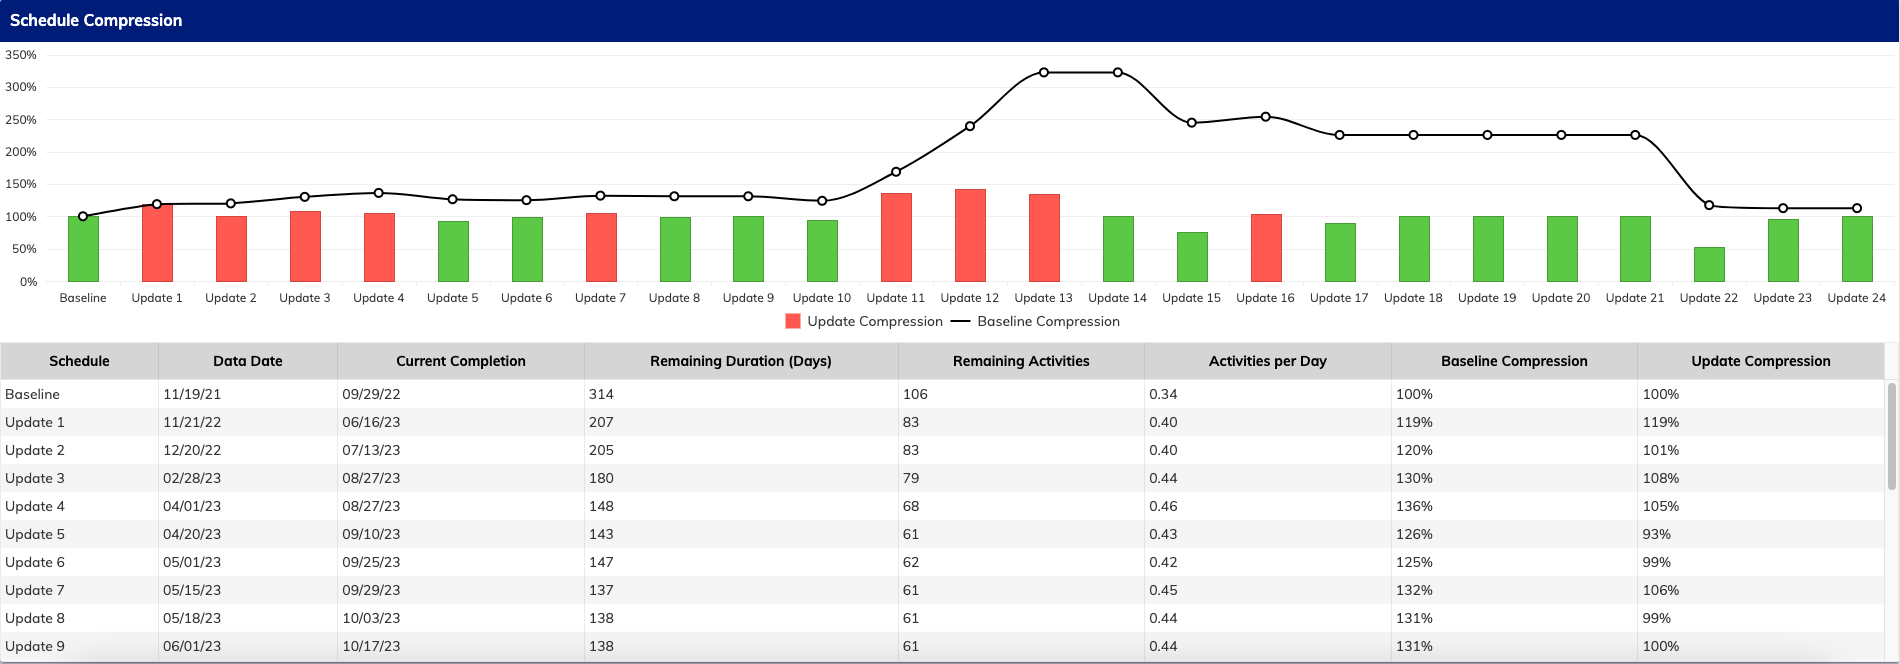 Schedule Compression
350%
300%
250%
200%
150%
100%
50%
0%
Baseline Update 1 Update 2 Update 3 Update 4 Update 5 Update 6 Update 7 Update 8 Update 9 Update 10 Update 11 Update 12 Update 13 Update 14 Update 15 Update 16 Update 17 Update 18 Update 19 Update 20 Update 21 Update 22 Update 23 Update 24
Update Compression Baseline Compression
Schedule Data Date Current Completion Remaining Duration (Days) Remaining Activities Activities per Day Baseline Compression Update Compression
Baseline 11/19/21 09/29/22 314 106 0.34 100% 100%
Update 1 11/21/22 06/16/23 207 83 0.40 119% 119%
Update 2 12/20/22 07/13/23 205 83 0.40 120% 101%
Update 3 02/28/23 08/27/23 180 79 0.44 130% 108%
Update 4 04/01/23 08/27/23 148 68 0.46 136% 105%
Update 5 04/20/23 09/10/23 143 61 0.43 126% 93%
Update 6 05/01/23 09/25/23 147 62 0.42 125% 99%
Update 7 05/15/23 09/29/23 137 61 0.45 132% 106%
Update 8 05/18/23 10/03/23 138 61 0.44 131% 99%
Update 9 06/01/23 10/17/23 138 61 0.44 131% 100%